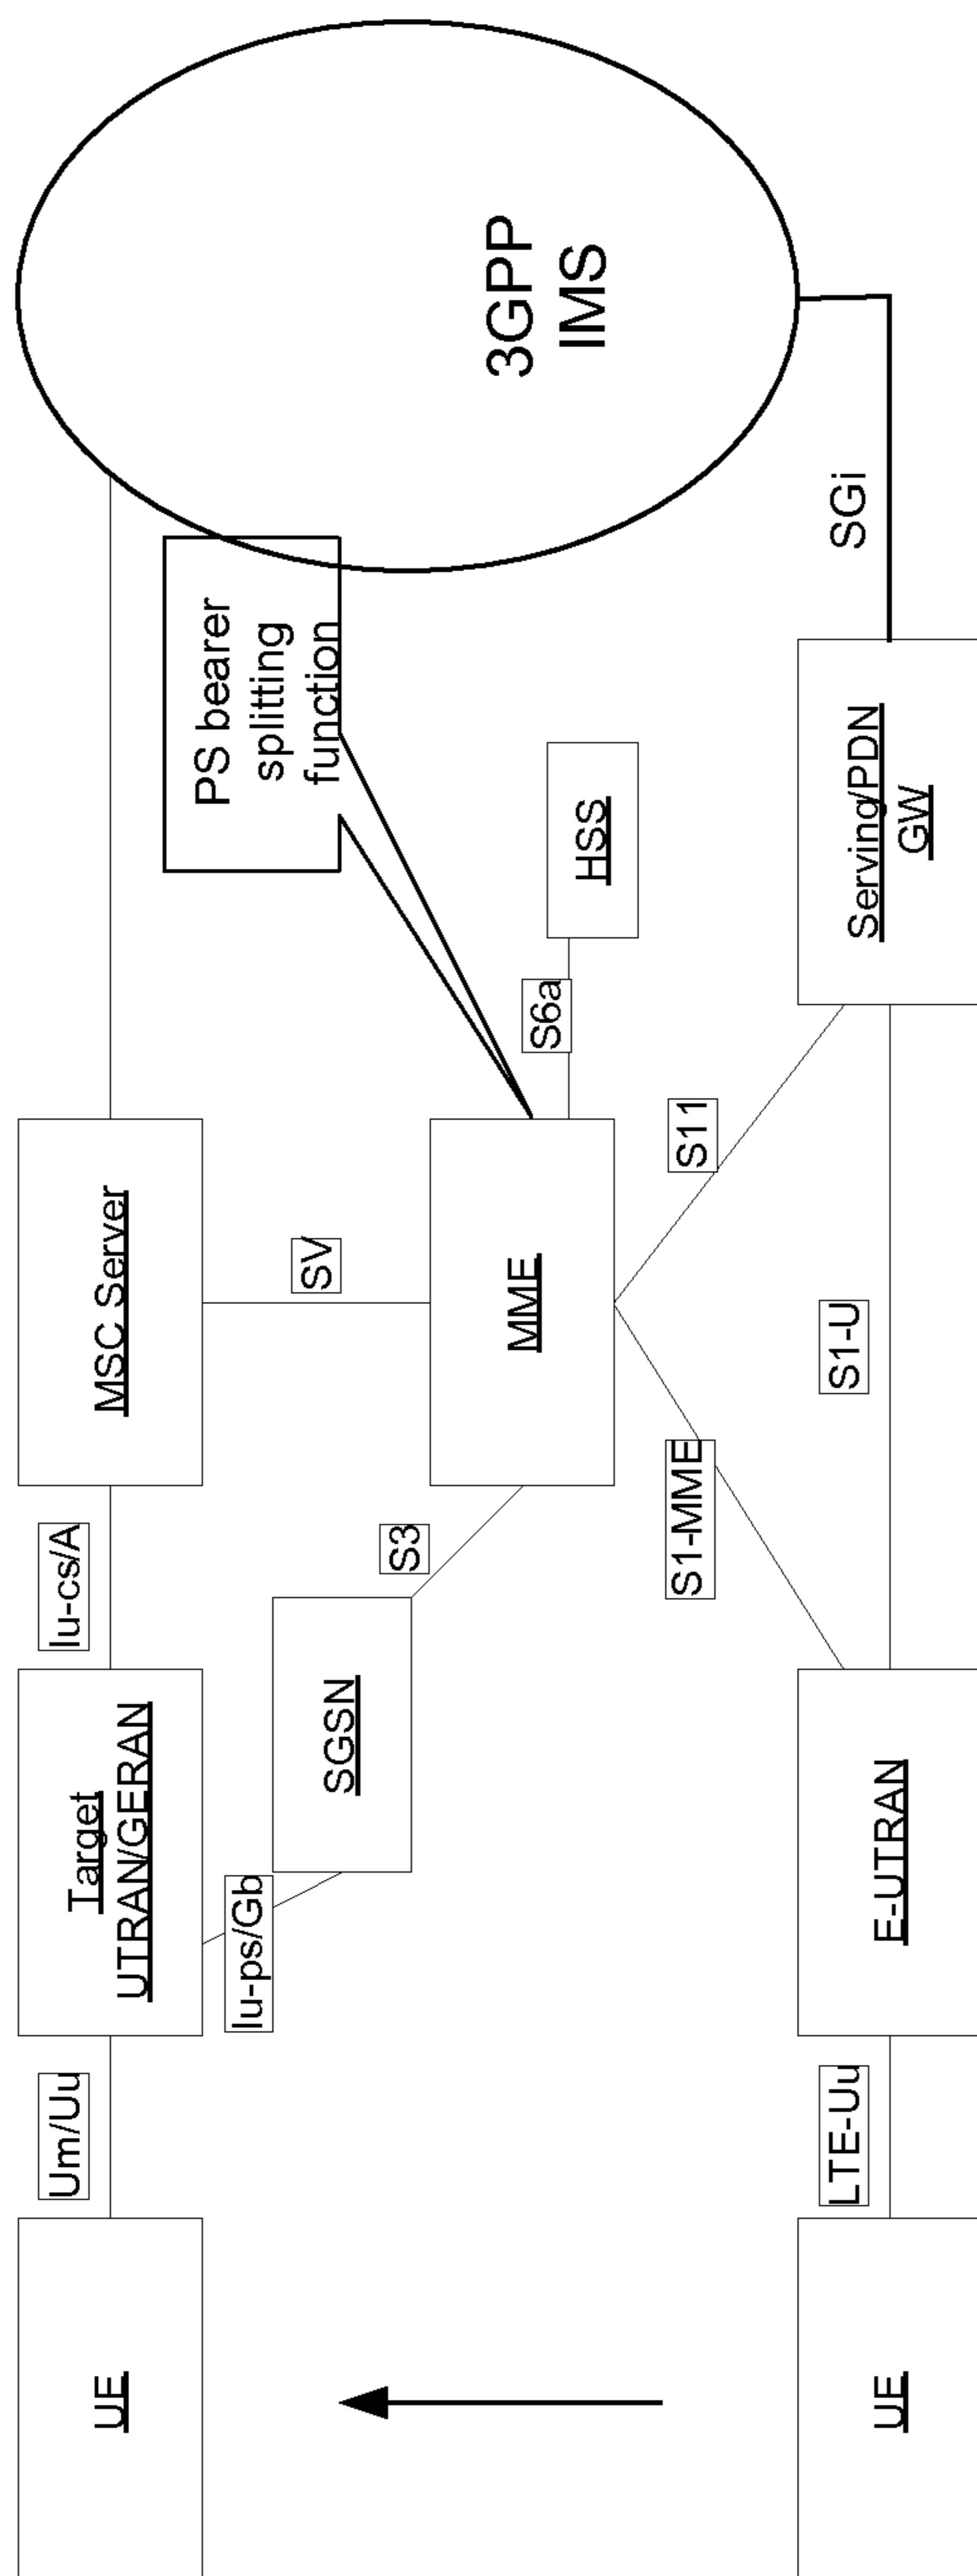 UE
Um/Uu
Target
UTRAN/GERAN
Iu-cs/A
MSC Server
PS bearer
splitting
function
3GPP
IMS
Iu-ps/Gb
SGSN
S3
SV
MME
S6a
HSS
S1-MME
S11
UE
LTE-Uu
E-UTRAN
S1-U
Serving/PDN
GW
SGi